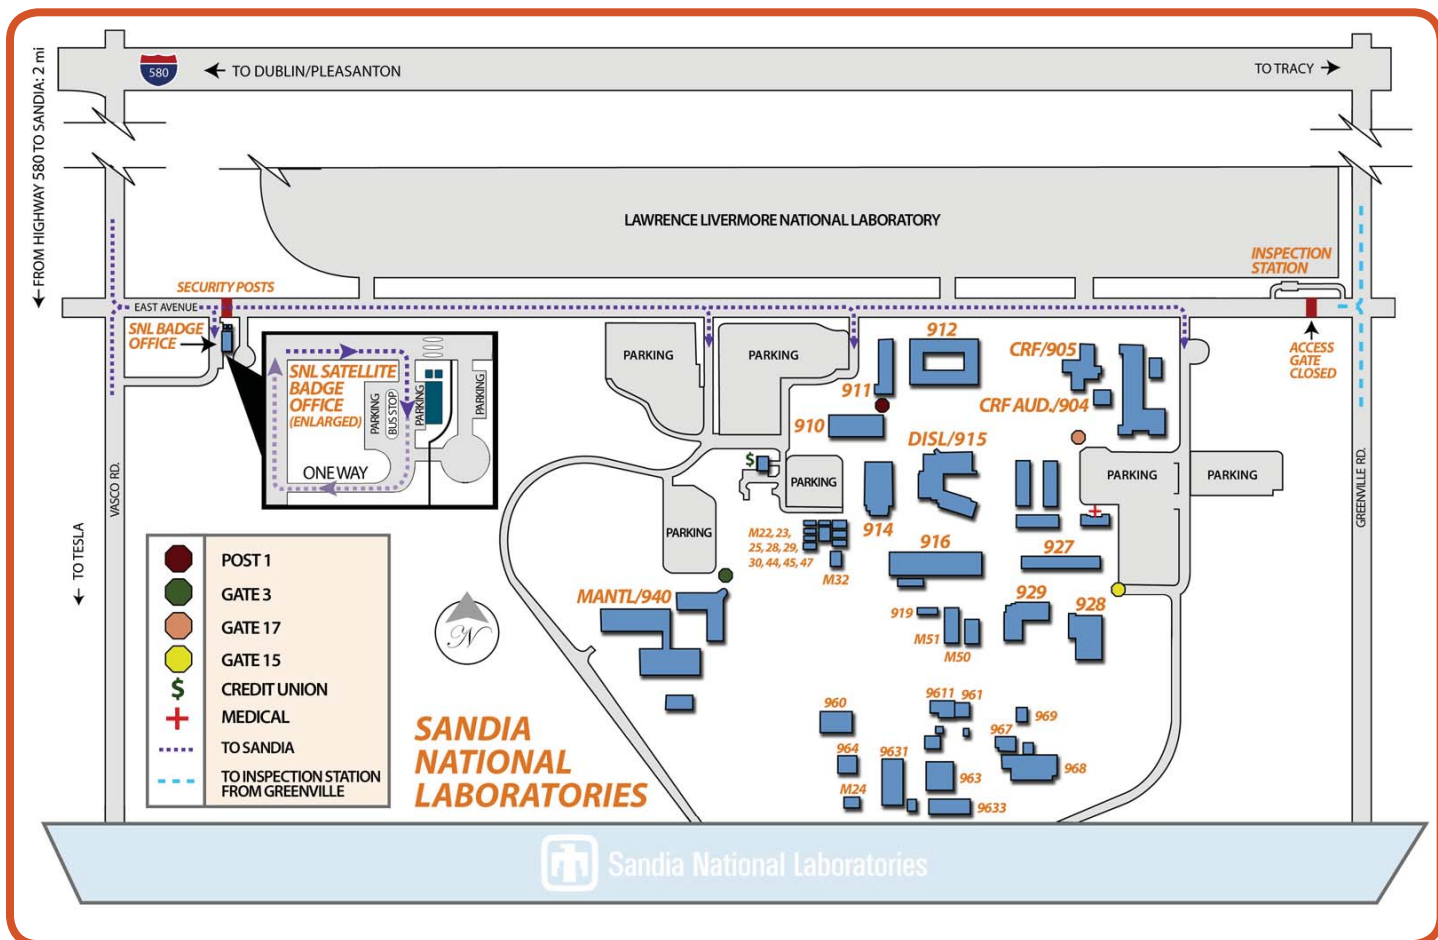 FROM HIGHWAY 580 TO SANDIA: 2 mi
580
TO DUBLIN/PLEASANTON
TO TRACY
LAWRENCE LIVERMORE NATIONAL LABORATORY
INSPECTION
STATION
SECURITY POSTS
EAST AVENUE
SNL BADGE
OFFICE
ACCESS
GATE
CLOSED
SNL SATELLITE
BADGE
OFFICE
(ENLARGED)
PARKING
BUS STOP
PARKING
PARKING
ONE WAY
PARKING
PARKING
911
912
CRF/905
CRF AUD./904
910
DISL/915
$
PARKING
PARKING
PARKING
PARKING
VASCO RD.
GREENVILLE RD.
TO TESLA
914
M22, 23,
25, 28, 29,
30, 44, 45, 47
M32
916
927
MANTL/940
919
M51
M50
929
928
N
POST 1
GATE 3
GATE 17
GATE 15
$ CREDIT UNION
MEDICAL
TO SANDIA
TO INSPECTION STATION
FROM GREENVILLE
SANDIA
NATIONAL
LABORATORIES
960
9611
961
969
967
964
9631
963
968
M24
9633
Sandia National Laboratories